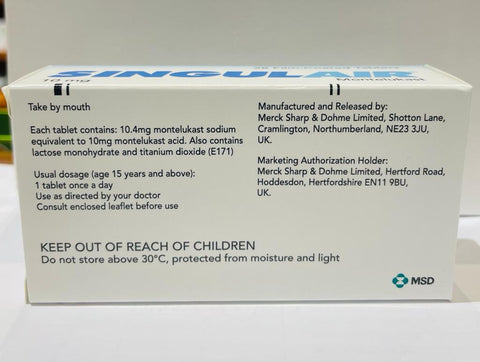 28 Film-Coated Tablets
SINGULAIR
10 mg
Montelukast
Take by mouth
Each tablet contains: 10.4mg montelukast sodium
equivalent to 10mg montelukast acid. Also contains
lactose monohydrate and titanium dioxide (E171)
Usual dosage (age 15 years and above):
1 tablet once a day
Use as directed by your doctor
Consult enclosed leaflet before use
Manufactured and Released by:
Merck Sharp & Dohme Limited, Shotton Lane,
Cramlington, Northumberland, NE23 3JU,
UK.
Marketing Authorization Holder:
Merck Sharp & Dohme Limited, Hertford Road,
Hoddesdon, Hertfordshire EN11 9BU,
UK.
KEEP OUT OF REACH OF CHILDREN
Do not store above 30°C, protected from moisture and light
MSD